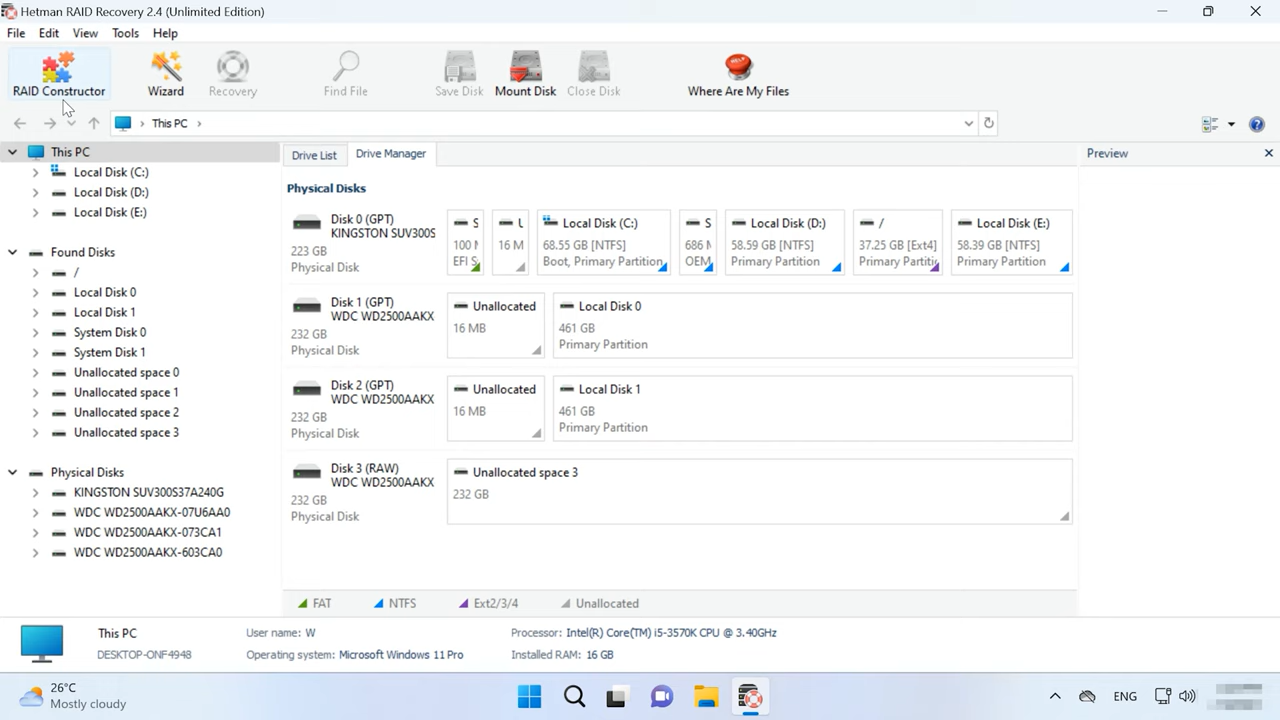 Hetman RAID Recovery 2.4 (Unlimited Edition)
File Edit View Tools Help
RAID Constructor Wizard Recovery Find File Save Disk Mount Disk Close Disk Where Are My Files
This PC
This PC
Local Disk (C:)
Local Disk (D:)
Local Disk (E:)
Found Disks
/
Local Disk 0
Local Disk 1
System Disk 0
System Disk 1
Unallocated space 0
Unallocated space 1
Unallocated space 2
Unallocated space 3
Physical Disks
KINGSTON SUV300S37A240G
WDC WD2500AAKX-07U6AA0
WDC WD2500AAKX-073CA1
WDC WD2500AAKX-603CA0
Drive List Drive Manager
Physical Disks
Disk 0 (GPT)
KINGSTON SUV300S
223 GB
Physical Disk
S
100 M
EFI S
16 M
Local Disk (C:)
68.55 GB [NTFS]
Boot, Primary Partition
S
686 M
OEM
Local Disk (D:)
58.59 GB [NTFS]
Primary Partition
/
37.25 GB [Ext4]
Primary Partitic
Local Disk (E:)
58.39 GB [NTFS]
Primary Partition
Disk 1 (GPT)
WDC WD2500AAKX
232 GB
Physical Disk
Unallocated
16 MB
Local Disk 0
461 GB
Primary Partition
Disk 2 (GPT)
WDC WD2500AAKX
232 GB
Physical Disk
Unallocated
16 MB
Local Disk 1
461 GB
Primary Partition
Disk 3 (RAW)
WDC WD2500AAKX
232 GB
Physical Disk
Unallocated space 3
232 GB
FAT NTFS Ext2/3/4 Unallocated
Preview
This PC
DESKTOP-ONF4948
User name: W
Operating system: Microsoft Windows 11 Pro
Processor: Intel(R) Core(TM) i5-3570K CPU @ 3.40GHz
Installed RAM: 16 GB
26°C
Mostly cloudy
ENG